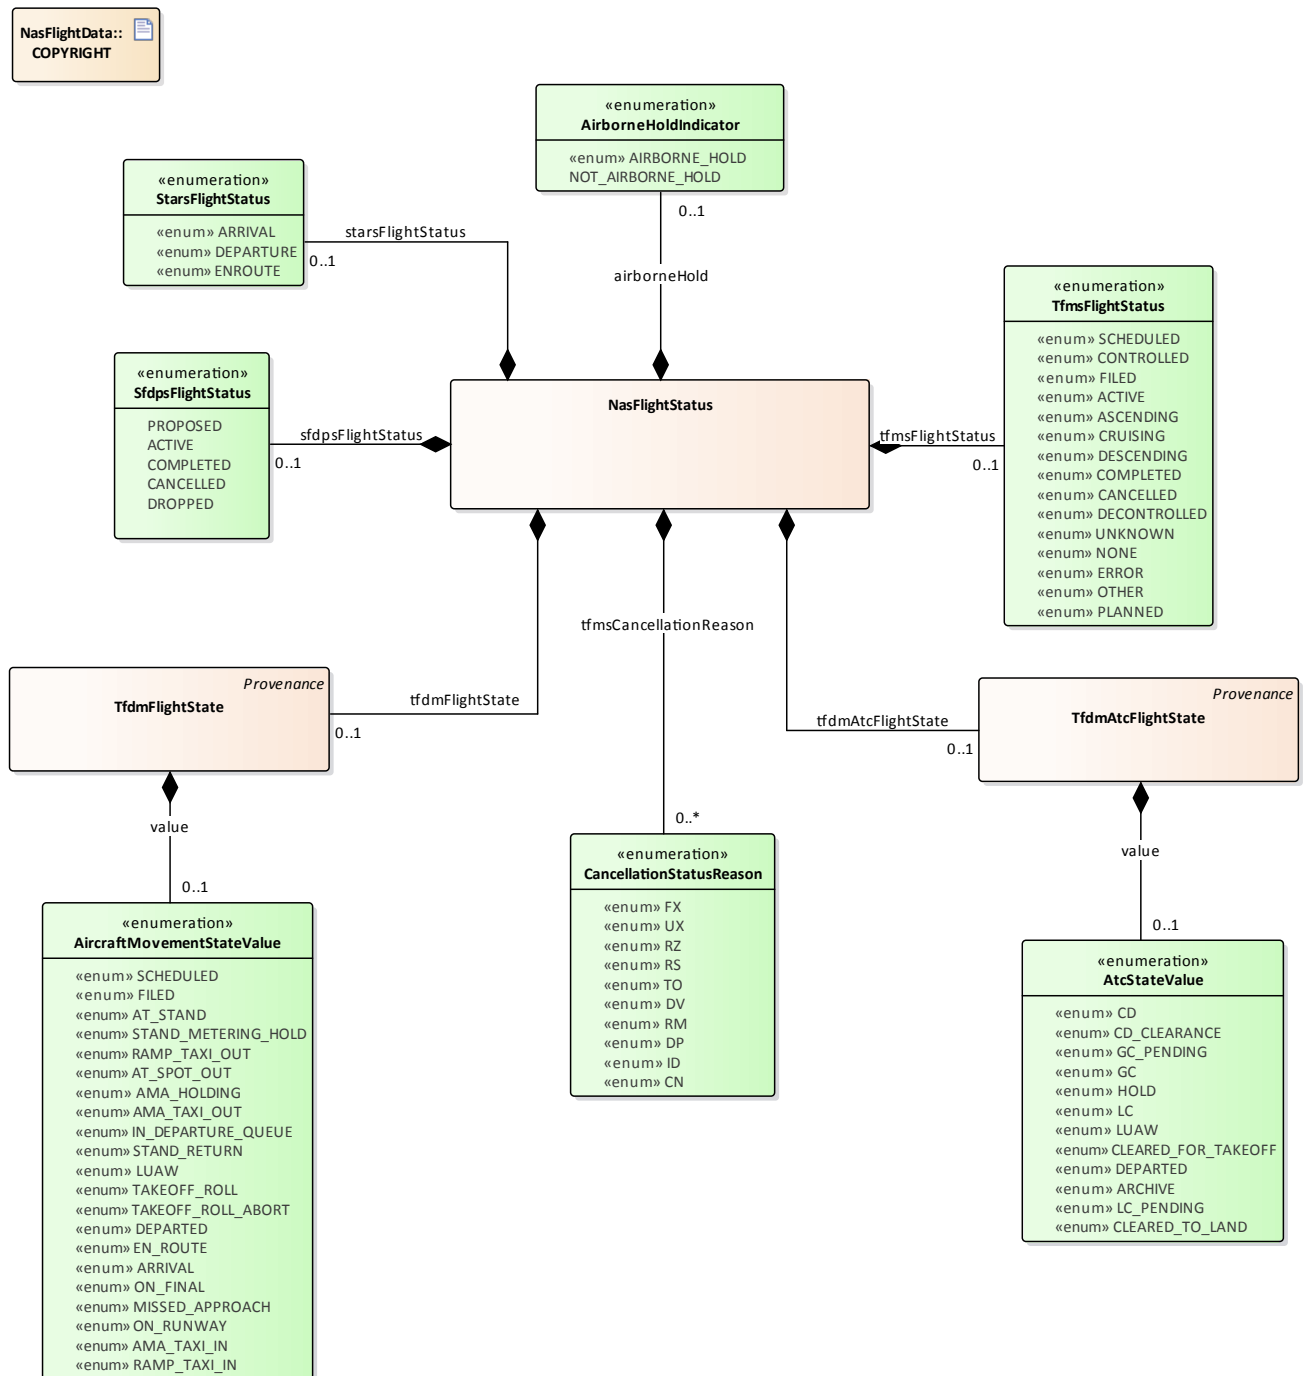 NasFlightData::
COPYRIGHT
«enumeration»
AirborneHoldIndicator
«enum» AIRBORNE_HOLD
NOT_AIRBORNE_HOLD
0..1
airborneHold
«enumeration»
StarsFlightStatus
«enum» ARRIVAL
«enum» DEPARTURE
«enum» ENROUTE
starsFlightStatus
0..1
«enumeration»
SfdpsFlightStatus
PROPOSED
ACTIVE
COMPLETED
CANCELLED
DROPPED
sfdpsFlightStatus
0..1
NasFlightStatus
tfmsFlightStatus
0..1
«enumeration»
TfmsFlightStatus
«enum» SCHEDULED
«enum» CONTROLLED
«enum» FILED
«enum» ACTIVE
«enum» ASCENDING
«enum» CRUISING
«enum» DESCENDING
«enum» COMPLETED
«enum» CANCELLED
«enum» DECONTROLLED
«enum» UNKNOWN
«enum» NONE
«enum» ERROR
«enum» OTHER
«enum» PLANNED
Provenance
TfdmFlightState
tfdmFlightState
0..1
value
0..1
«enumeration»
AircraftMovementStateValue
«enum» SCHEDULED
«enum» FILED
«enum» AT_STAND
«enum» STAND_METERING_HOLD
«enum» RAMP_TAXI_OUT
«enum» AT_SPOT_OUT
«enum» AMA_HOLDING
«enum» AMA_TAXI_OUT
«enum» IN_DEPARTURE_QUEUE
«enum» STAND_RETURN
«enum» LUAW
«enum» TAKEOFF_ROLL
«enum» TAKEOFF_ROLL_ABORT
«enum» DEPARTED
«enum» EN_ROUTE
«enum» ARRIVAL
«enum» ON_FINAL
«enum» MISSED_APPROACH
«enum» ON_RUNWAY
«enum» AMA_TAXI_IN
«enum» RAMP_TAXI_IN
tfmsCancellationReason
0..*
«enumeration»
CancellationStatusReason
«enum» FX
«enum» UX
«enum» RZ
«enum» RS
«enum» TO
«enum» DV
«enum» RM
«enum» DP
«enum» ID
«enum» CN
tfdmAtcFlightState
0..1
Provenance
TfdmAtcFlightState
value
0..1
«enumeration»
AtcStateValue
«enum» CD
«enum» CD_CLEARANCE
«enum» GC_PENDING
«enum» GC
«enum» HOLD
«enum» LC
«enum» LUAW
«enum» CLEARED_FOR_TAKEOFF
«enum» DEPARTED
«enum» ARCHIVE
«enum» LC_PENDING
«enum» CLEARED_TO_LAND